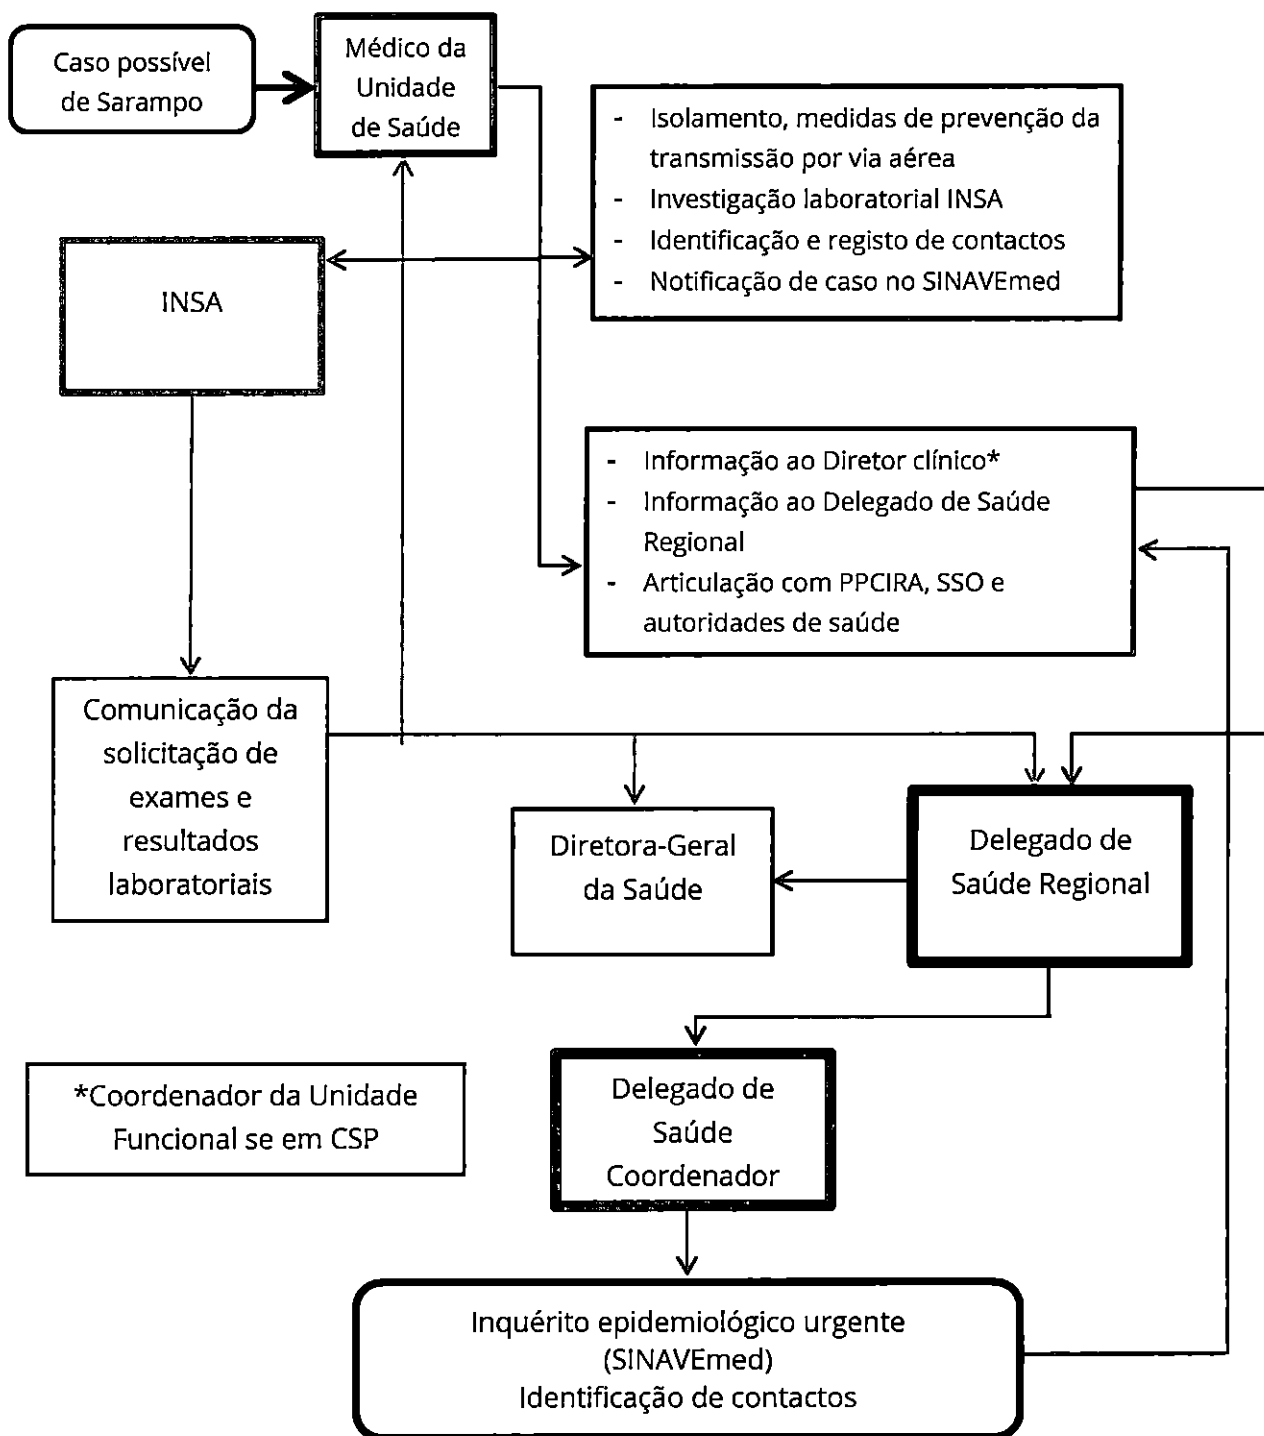 Caso possível
de Sarampo
Médico da
Unidade
de Saúde
- Isolamento, medidas de prevenção da
transmissão por via aérea
- Investigação laboratorial INSA
- Identificação e registo de contactos
- Notificação de caso no SINAVEmed
INSA
- Informação ao Diretor clínico*
- Informação ao Delegado de Saúde
Regional
- Articulação com PPCIRA, SSO e
autoridades de saúde
Comunicação da
solicitação de
exames e
resultados
laboratoriais
Diretora-Geral
da Saúde
Delegado de
Saúde Regional
*Coordenador da Unidade
Funcional se em CSP
Delegado de
Saúde
Coordenador
Inquérito epidemiológico urgente
(SINAVEmed)
Identificação de contactos